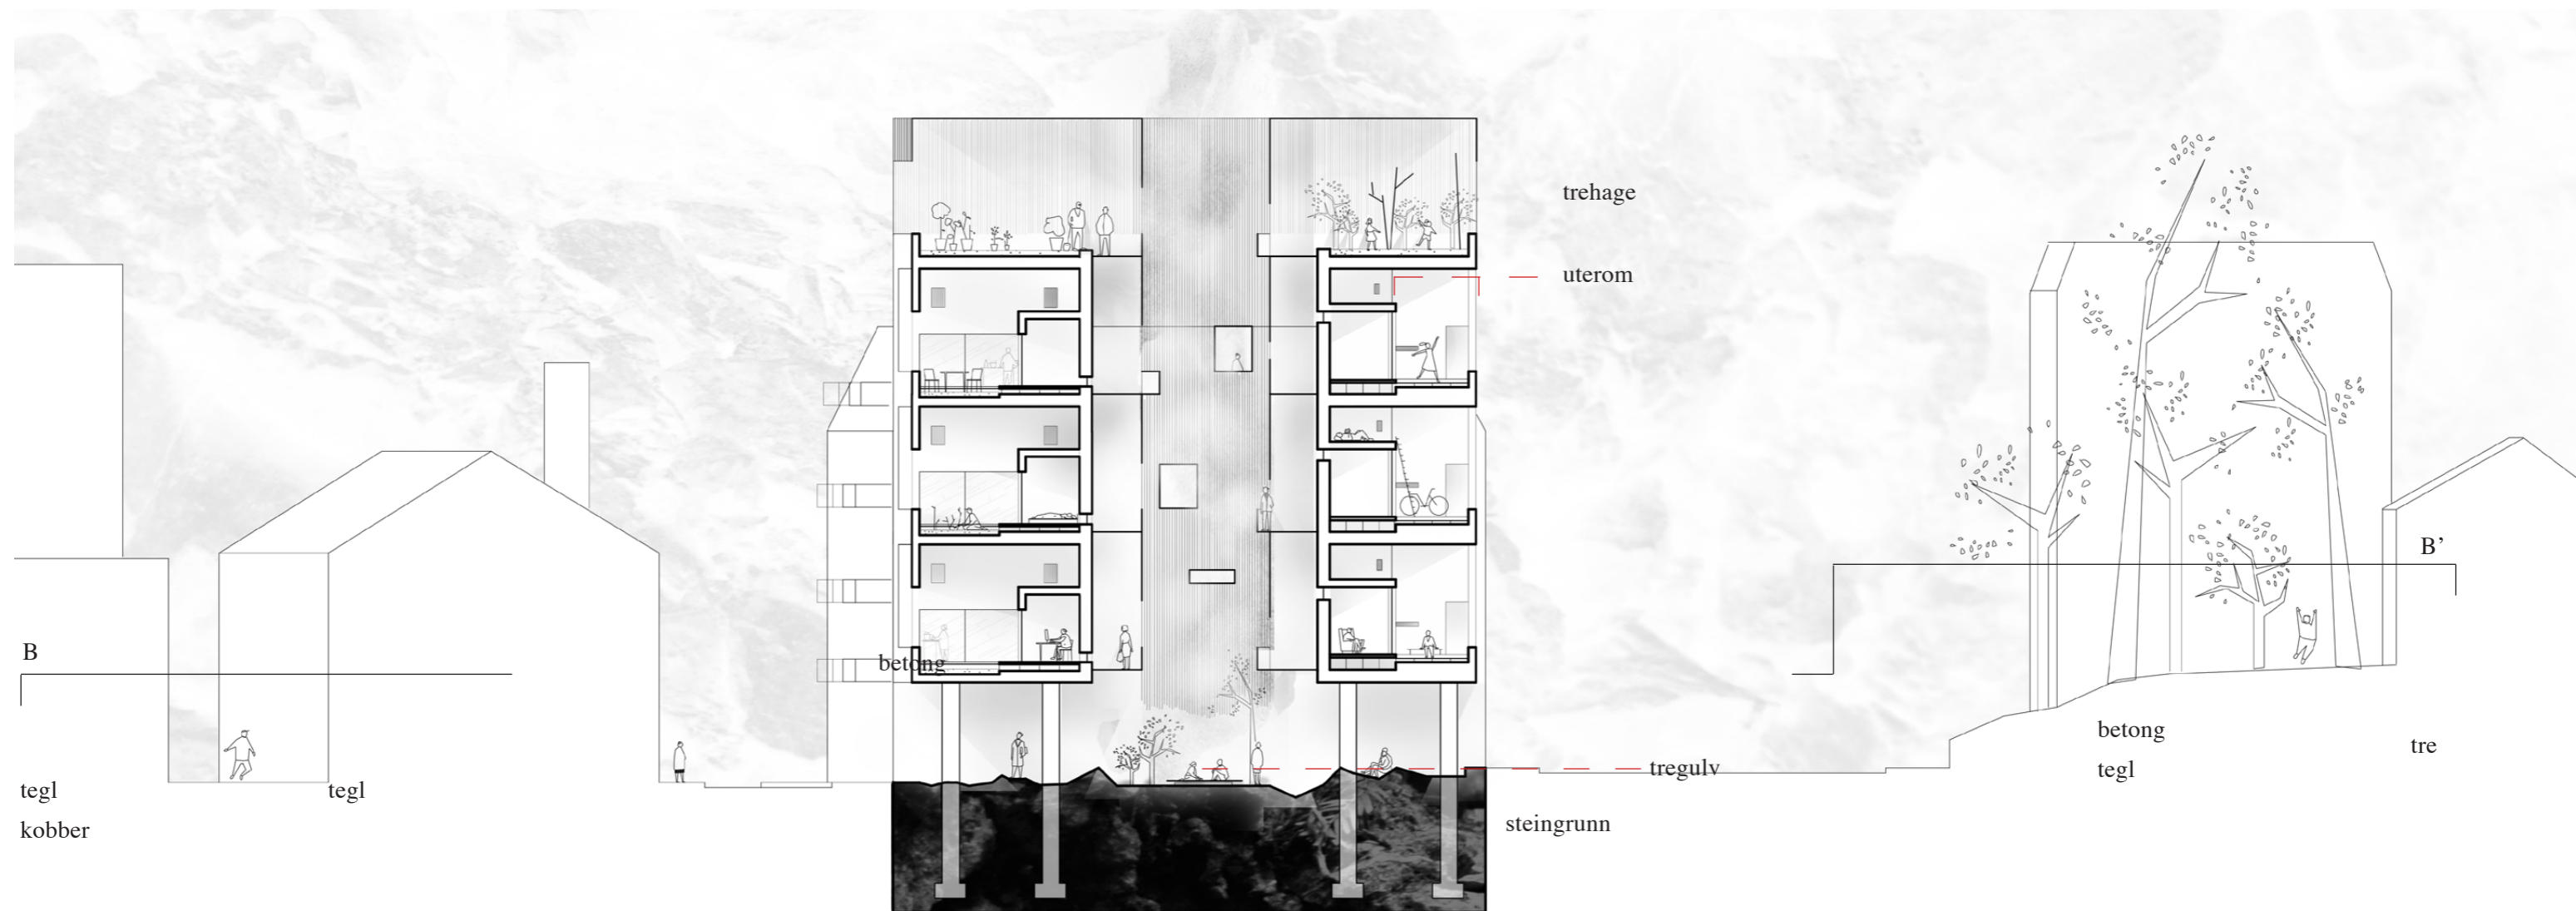 trehage
uterom
B
betong
B’
tregulv
steingrunn
tegl
kobber
tegl
betong
tegl
tre